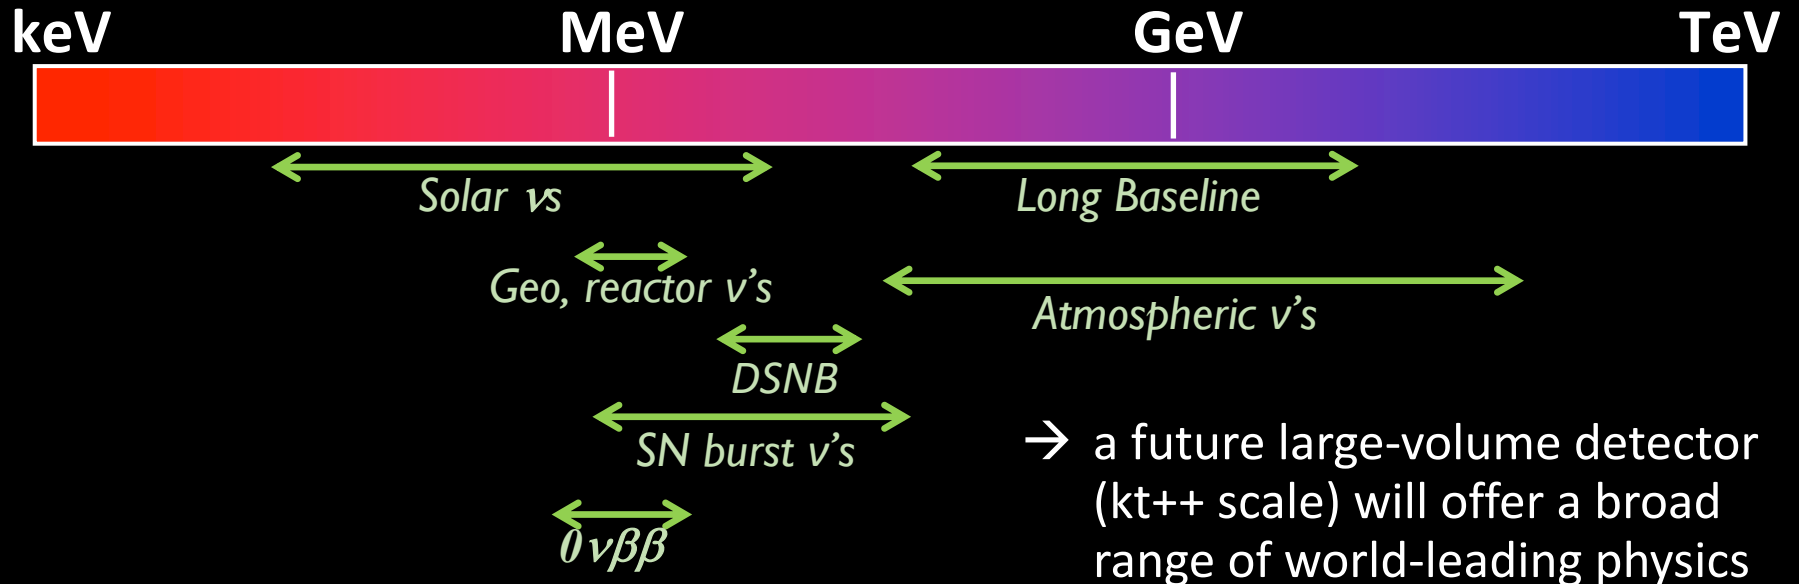 keV MeV GeV TeV
Solar νs
Long Baseline
Geo, reactor ν's
Atmospheric ν's
DSNB
SN burst ν's
0νββ
→ a future large-volume detector
(kt++ scale) will offer a broad
range of world-leading physics